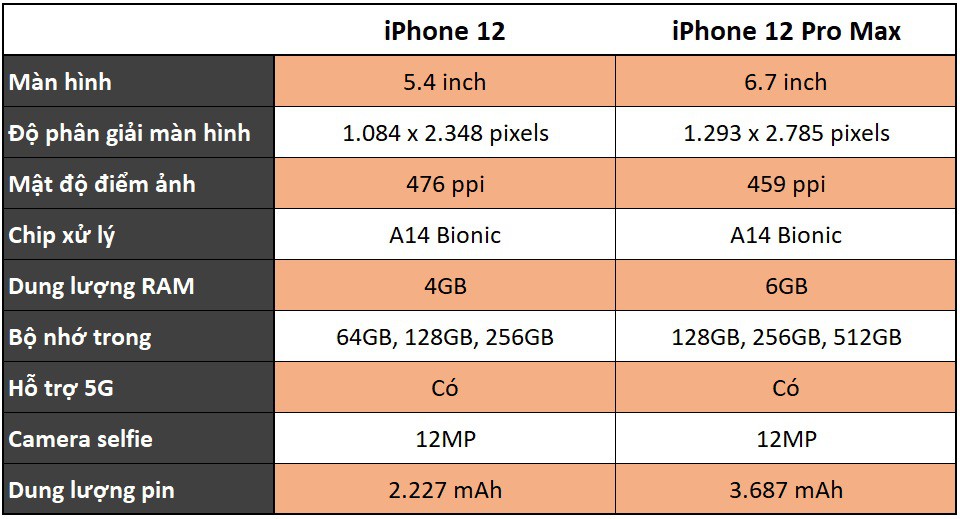 iPhone 12 iPhone 12 Pro Max
Màn hình 5.4 inch 6.7 inch
Độ phân giải màn hình 1.084 x 2.348 pixels 1.293 x 2.785 pixels
Mật độ điểm ảnh 476 ppi 459 ppi
Chip xử lý A14 Bionic A14 Bionic
Dung lượng RAM 4GB 6GB
Bộ nhớ trong 64GB, 128GB, 256GB 128GB, 256GB, 512GB
Hỗ trợ 5G Có Có
Camera selfie 12MP 12MP
Dung lượng pin 2.227 mAh 3.687 mAh